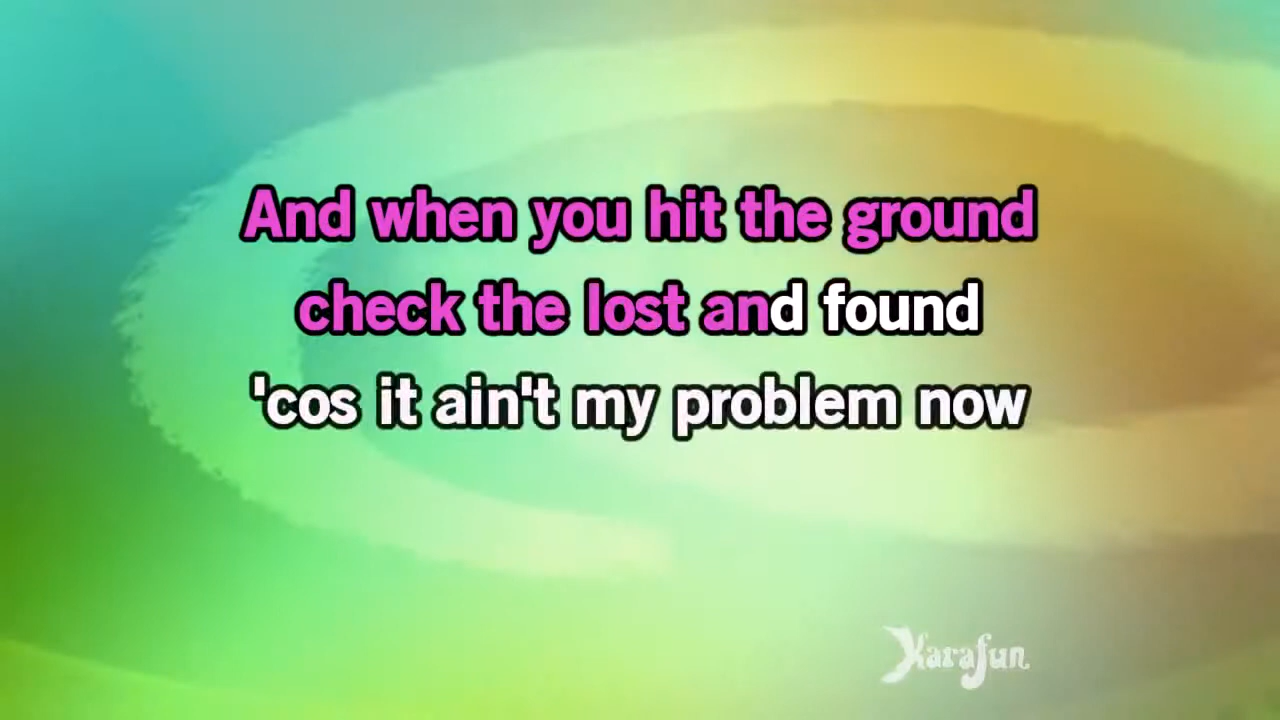 And when you hit the ground
check the lost and found
'cos it ain't my problem now
Karafun